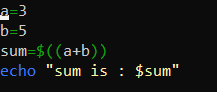 a=3
b=5
sum=$((a+b))
echo "sum is : $sum"